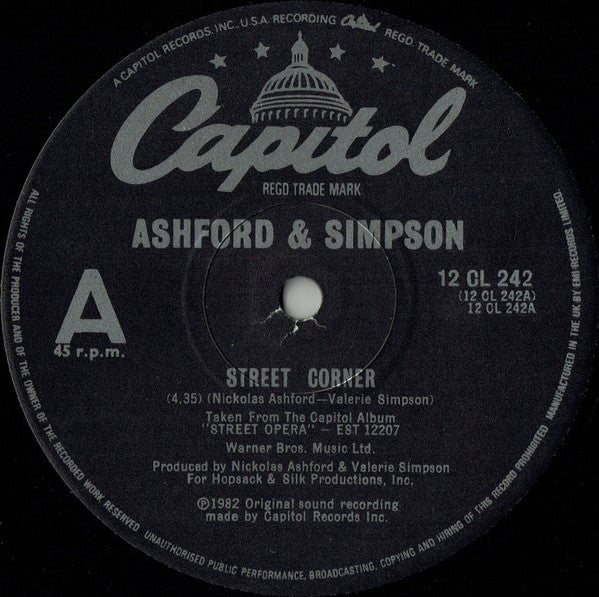 A CAPITOL RECORDS INC., U.S.A. RECORDING Capitol REGD. TRADE MARK
Capitol
REGD. TRADE MARK
ASHFORD & SIMPSON
A
45 r.p.m.
12 CL 242
(12 CL 242A)
12 CL 242A
STREET CORNER
(4.35) (Nickolas Ashford—Valerie Simpson)
Taken From The Capitol Album
"STREET OPERA" – EST 12207
Warner Bros. Music Ltd.
Produced by Nickolas Ashford & Valerie Simpson
For Hopsack & Silk Productions, Inc.
℗1982 Original sound recording
made by Capitol Records Inc.
ALL RIGHTS OF THE PRODUCER AND OF THE OWNER OF THE RECORDED WORK RESERVED UNAUTHORISED PUBLIC PERFORMANCE, BROADCASTING, COPYING AND HIRING OF THIS RECORD PROHIBITED MANUFACTURED IN THE UK BY EMI RECORDS LIMITED.